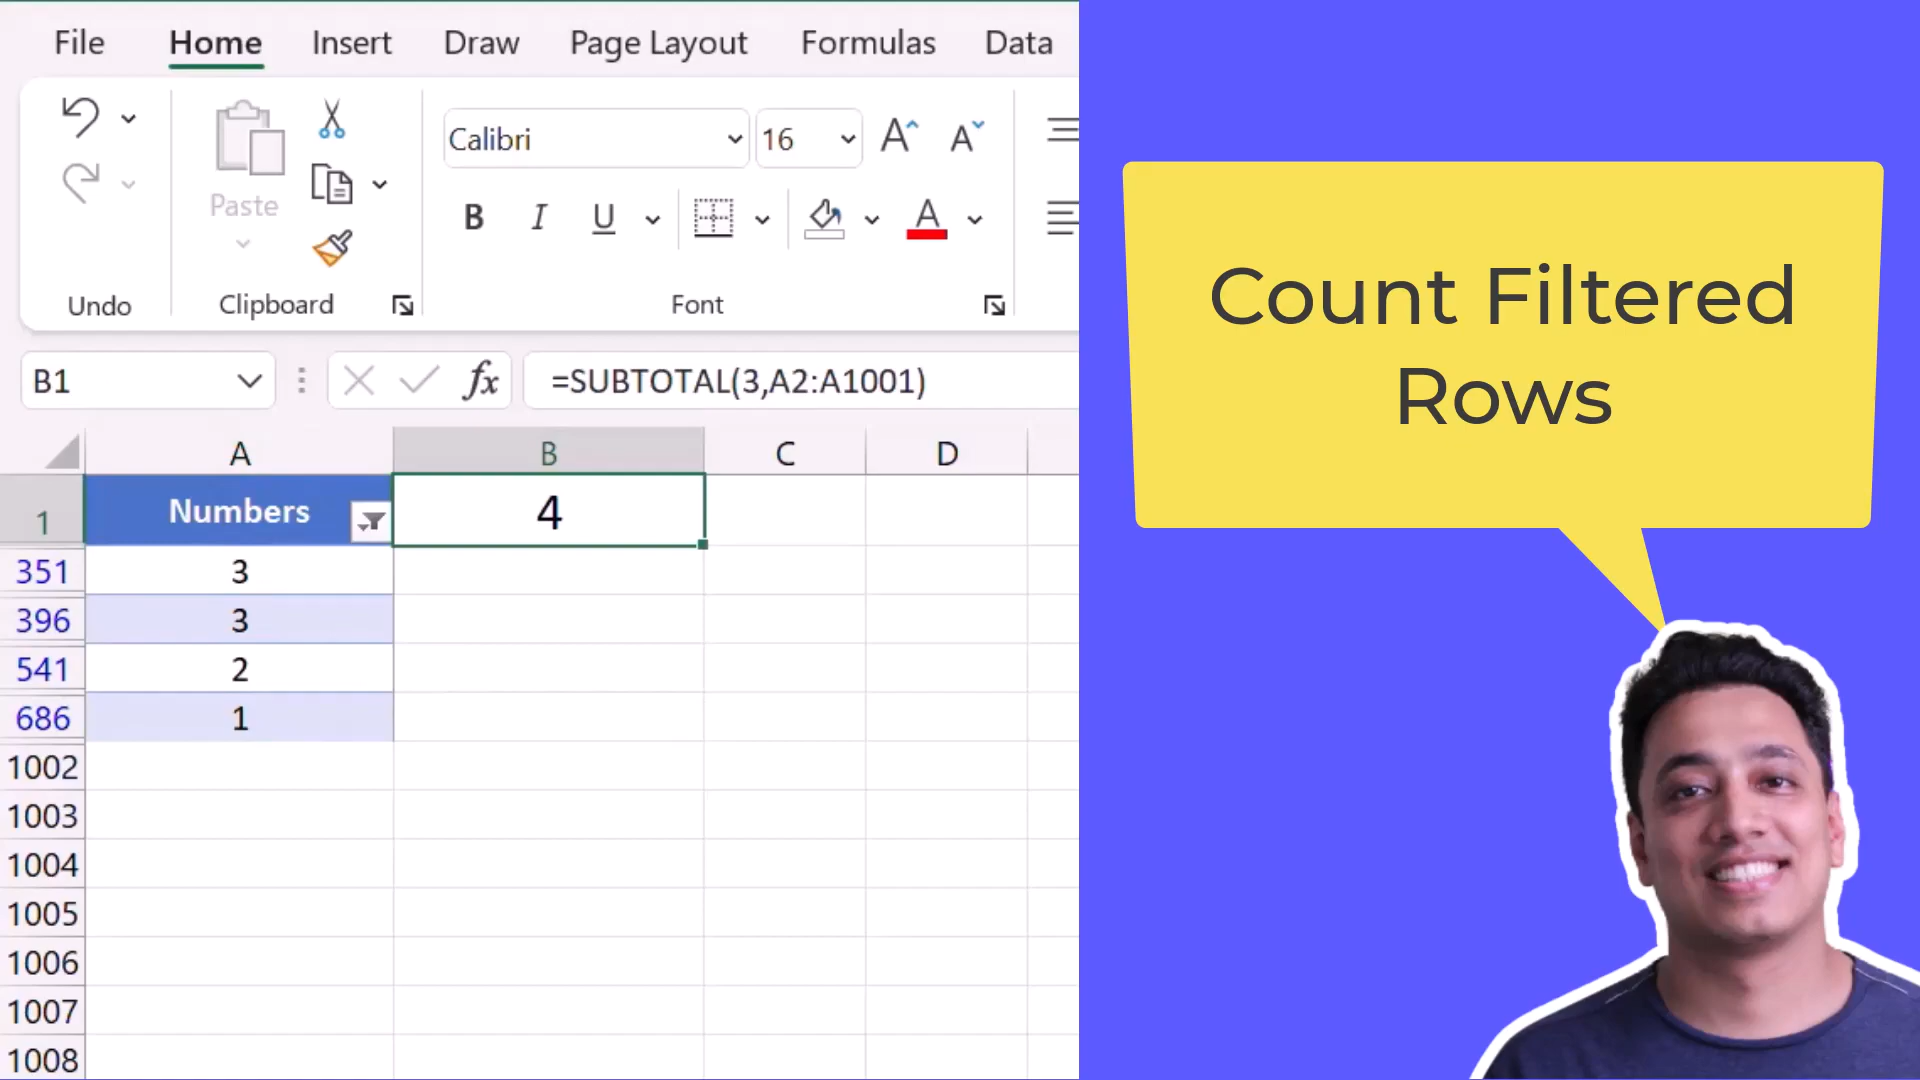 File Home Insert Draw Page Layout Formulas Data
Calibri 16
Paste
B I U A
Undo Clipboard Font
B1 fx =SUBTOTAL(3,A2:A1001)
A B C D
1 Numbers 4
351 3
396 3
541 2
686 1
1002
1003
1004
1005
1006
1007
1008
Count Filtered
Rows